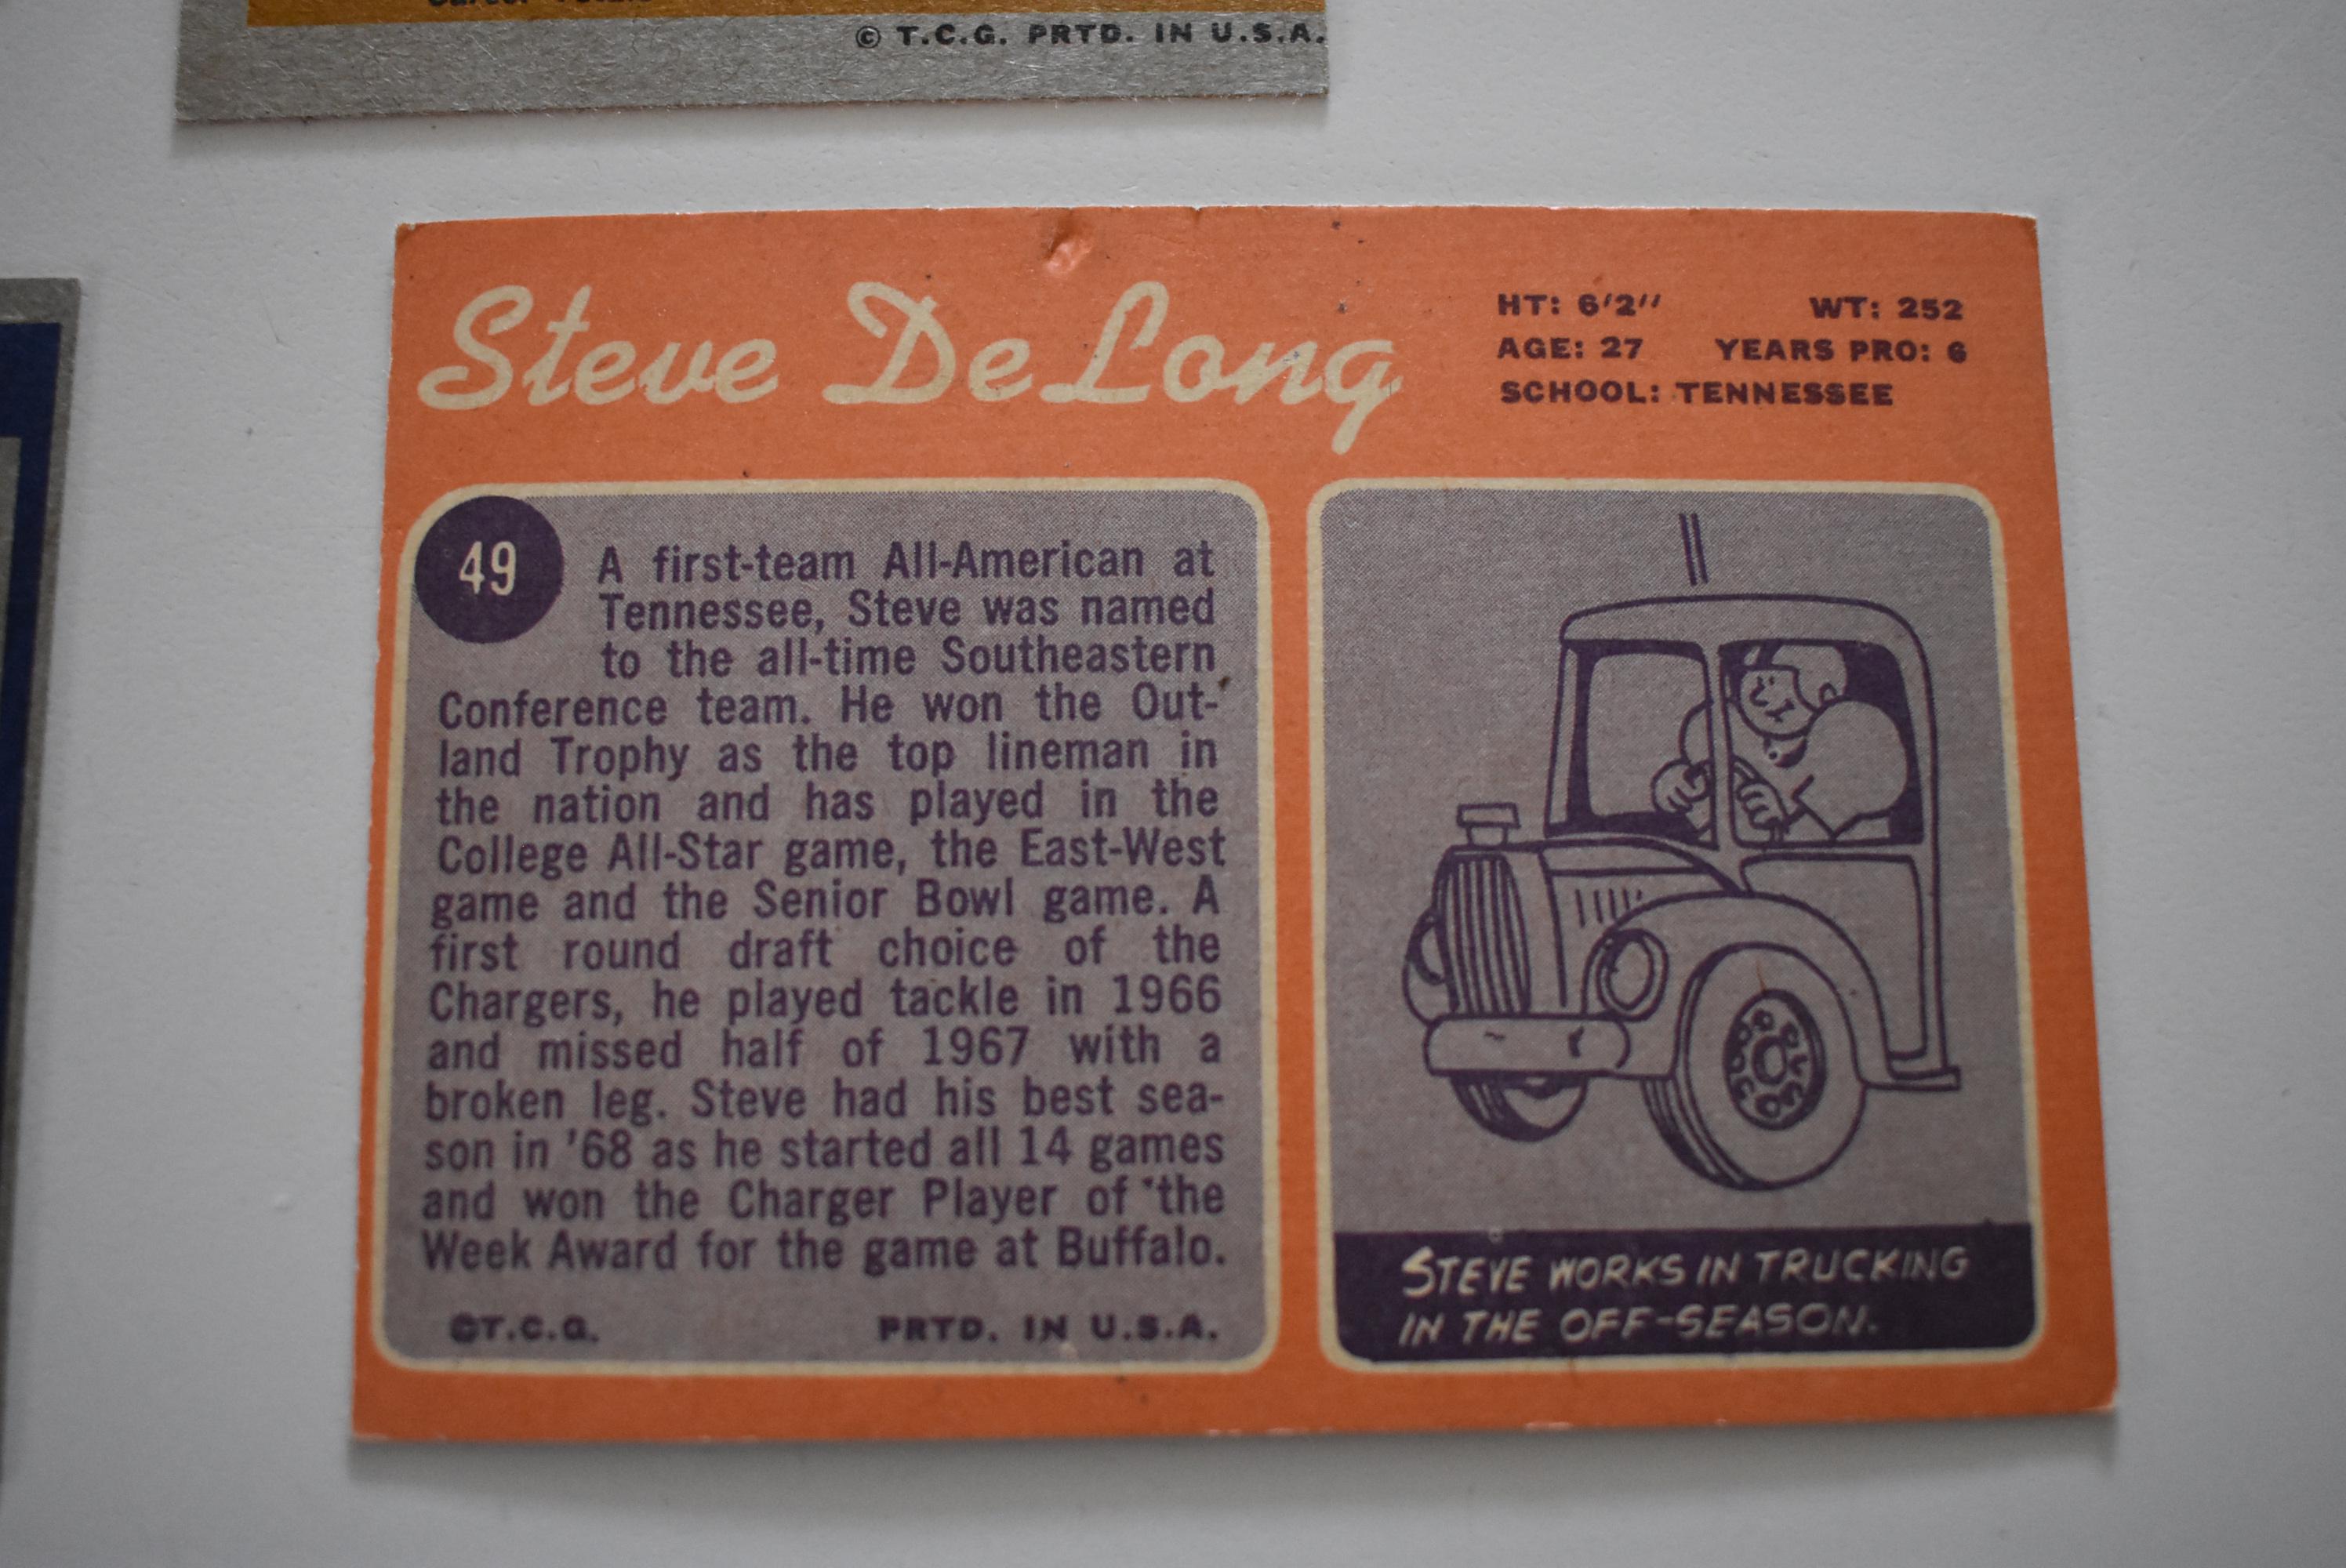 © T.C.G. PRTD. IN U.S.A.
Steve DeLong
HT: 6'2'' WT: 252
AGE: 27 YEARS PRO: 6
SCHOOL: TENNESSEE
49
A first-team All-American at
Tennessee, Steve was named
to the all-time Southeastern
Conference team. He won the Out-
land Trophy as the top lineman in
the nation and has played in the
College All-Star game, the East-West
game and the Senior Bowl game. A
first round draft choice of the
Chargers, he played tackle in 1966
and missed half of 1967 with a
broken leg. Steve had his best sea-
son in '68 as he started all 14 games
and won the Charger Player of the
Week Award for the game at Buffalo.
©T.C.G. PRTD. IN U.S.A.
STEVE WORKS IN TRUCKING
IN THE OFF-SEASON.